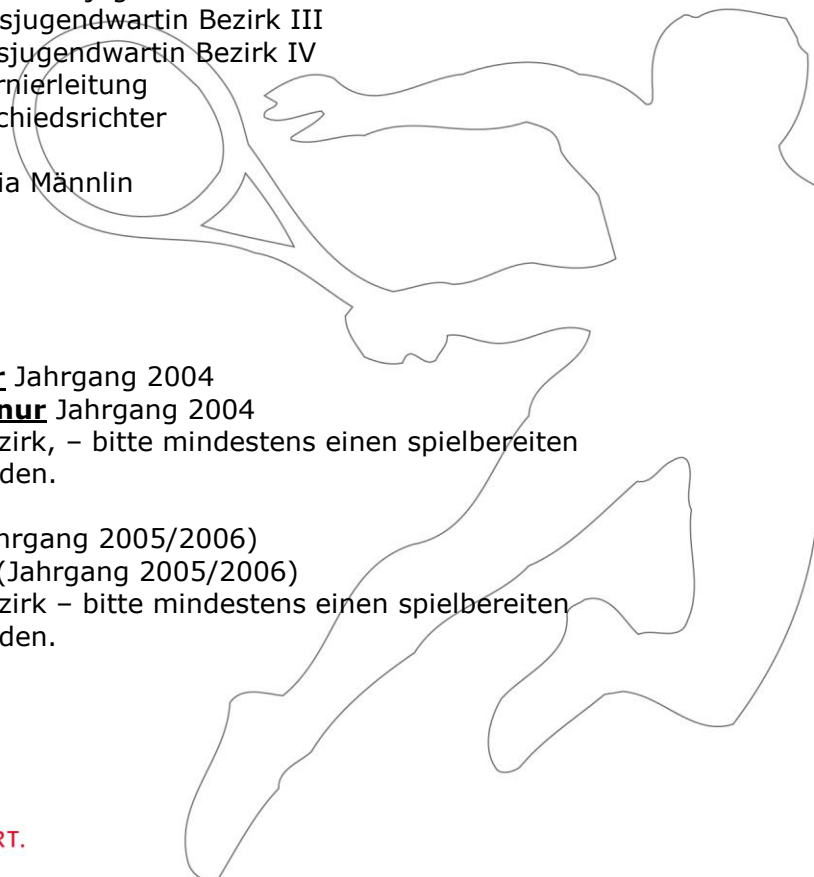 sjugendwartin Bezirk III
sjugendwartin Bezirk IV
rnierleitung
chiedsrichter
ia Männlin
r Jahrgang 2004
nur Jahrgang 2004
zirk, – bitte mindestens einen spielbereiten
den.
hrgang 2005/2006)
(Jahrgang 2005/2006)
zirk – bitte mindestens einen spielbereiten
den.
RT.